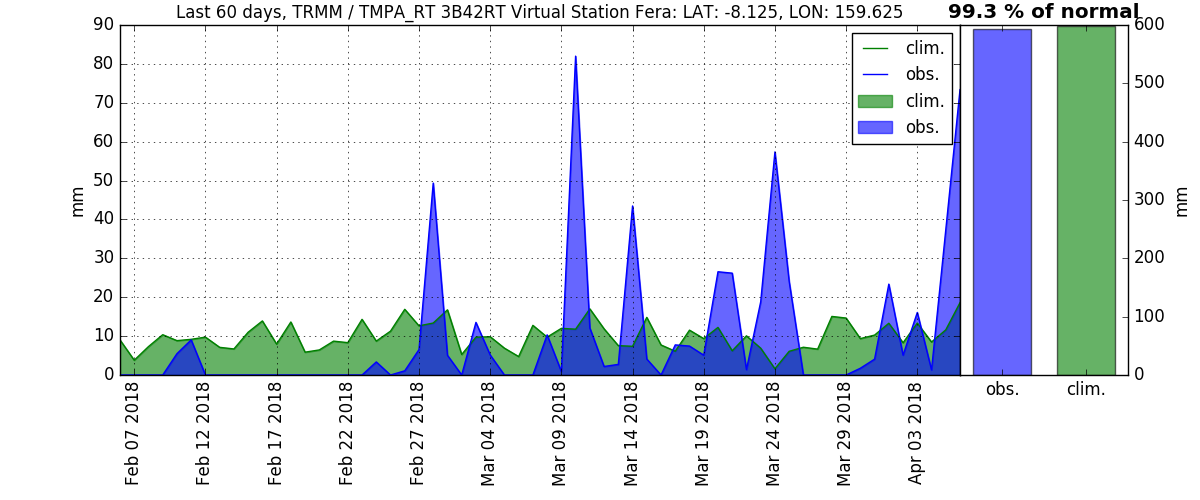 Last 60 days, TRMM / TMPA_RT 3B42RT Virtual Station Fera: LAT: -8.125, LON: 159.625
99.3 % of normal
mm
90
80
70
60
50
40
30
20
10
0
clim.
obs.
clim.
obs.
Feb 07 2018
Feb 12 2018
Feb 17 2018
Feb 22 2018
Feb 27 2018
Mar 04 2018
Mar 09 2018
Mar 14 2018
Mar 19 2018
Mar 24 2018
Mar 29 2018
Apr 03 2018
600
500
400
300
200
100
0
mm
obs.
clim.